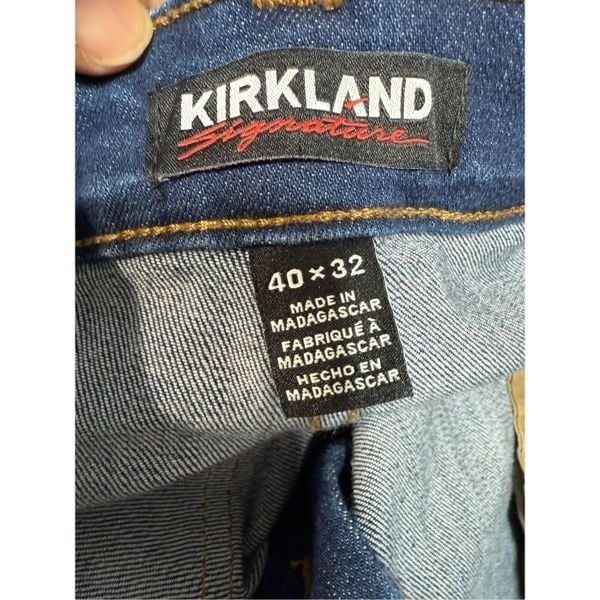 KIRKLAND
Signature
40 × 32
MADE IN
MADAGASCAR
FABRIQUÉ À
MADAGASCAR
HECHO EN
MADAGASCAR